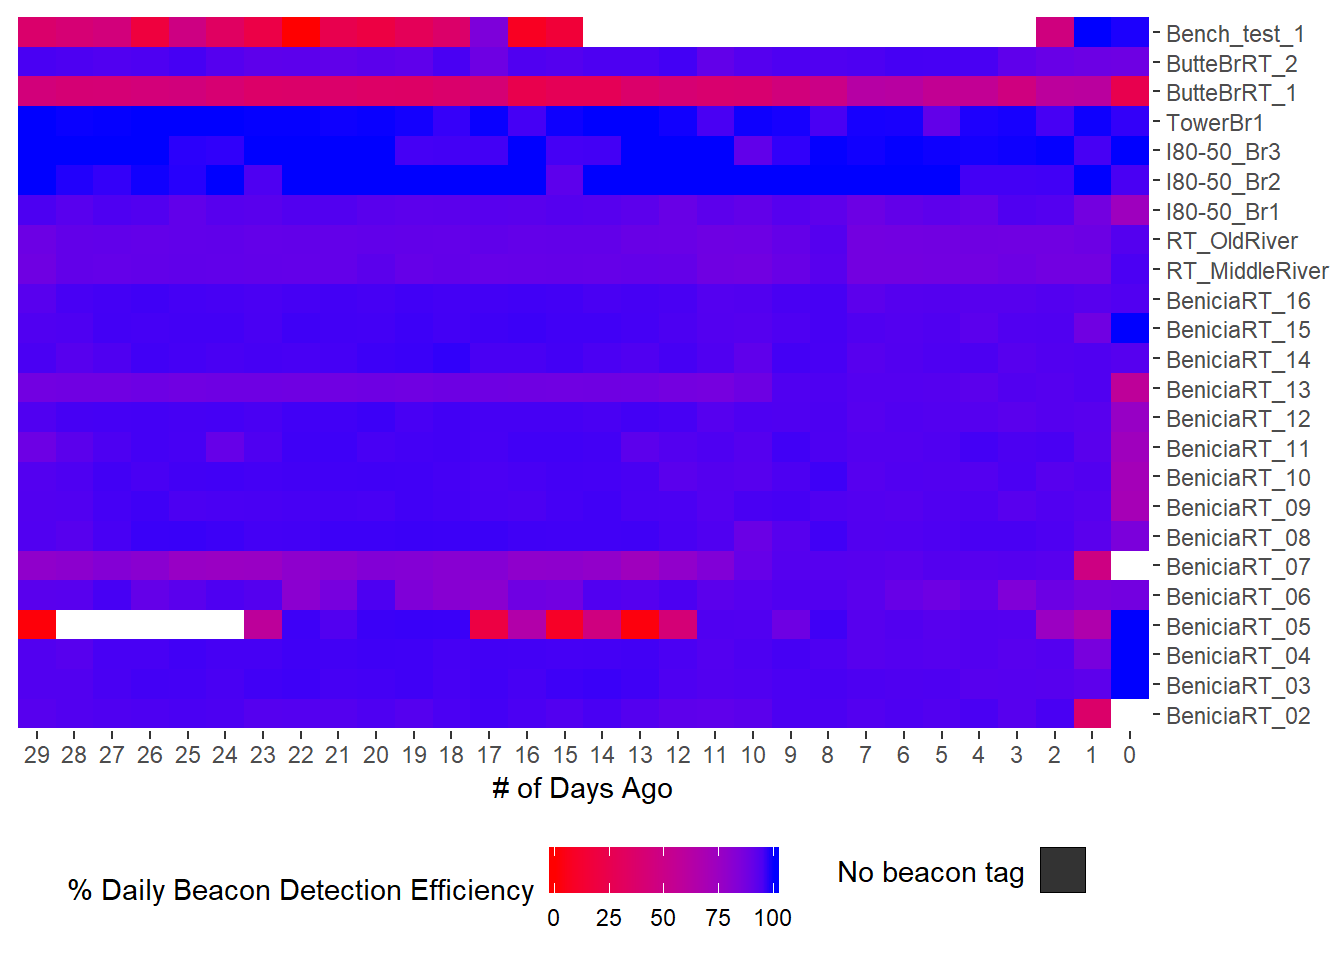 Bench_test_1
ButteBrRT_2
ButteBrRT_1
TowerBr1
I80-50_Br3
I80-50_Br2
I80-50_Br1
RT_OldRiver
RT_MiddleRiver
BeniciaRT_16
BeniciaRT_15
BeniciaRT_14
BeniciaRT_13
BeniciaRT_12
BeniciaRT_11
BeniciaRT_10
BeniciaRT_09
BeniciaRT_08
BeniciaRT_07
BeniciaRT_06
BeniciaRT_05
BeniciaRT_04
BeniciaRT_03
BeniciaRT_02
29 28 27 26 25 24 23 22 21 20 19 18 17 16 15 14 13 12 11 10 9 8 7 6 5 4 3 2 1 0
# of Days Ago
% Daily Beacon Detection Efficiency
0 25 50 75 100
No beacon tag